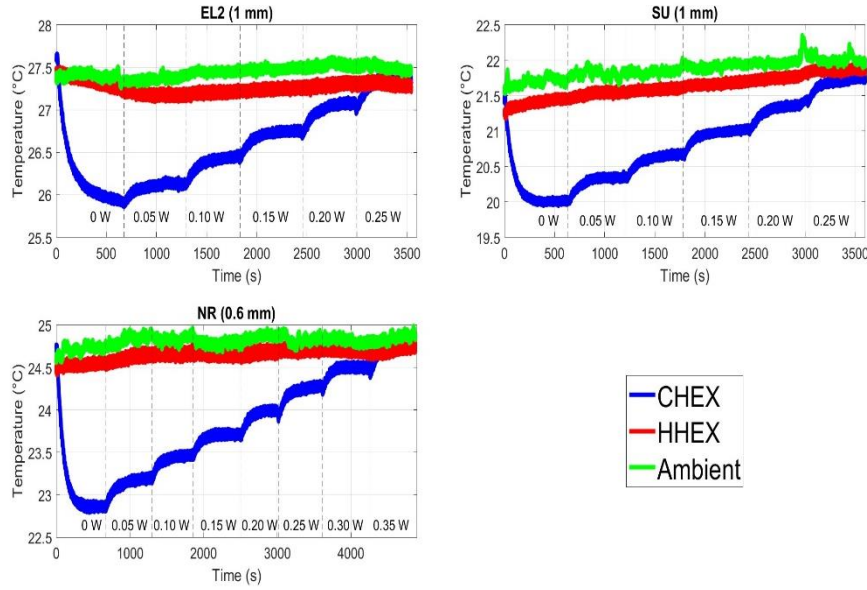 EL2 (1 mm)
Temperature (°C)
28
27.5
27
26.5
26
25.5
0 W 0.05 W 0.10 W 0.15 W 0.20 W 0.25 W
0 500 1000 1500 2000 2500 3000 3500
Time (s)
SU (1 mm)
Temperature (°C)
22.5
22
21.5
21
20.5
20
19.5
0 W 0.05 W 0.10 W 0.15 W 0.20 W 0.25 W
0 500 1000 1500 2000 2500 3000 3500
Time (s)
NR (0.6 mm)
Temperature (°C)
25
24.5
24
23.5
23
22.5
0 W 0.05 W 0.10 W 0.15 W 0.20 W 0.25 W 0.30 W 0.35 W
0 1000 2000 3000 4000
Time (s)
CHEX
HHEX
Ambient